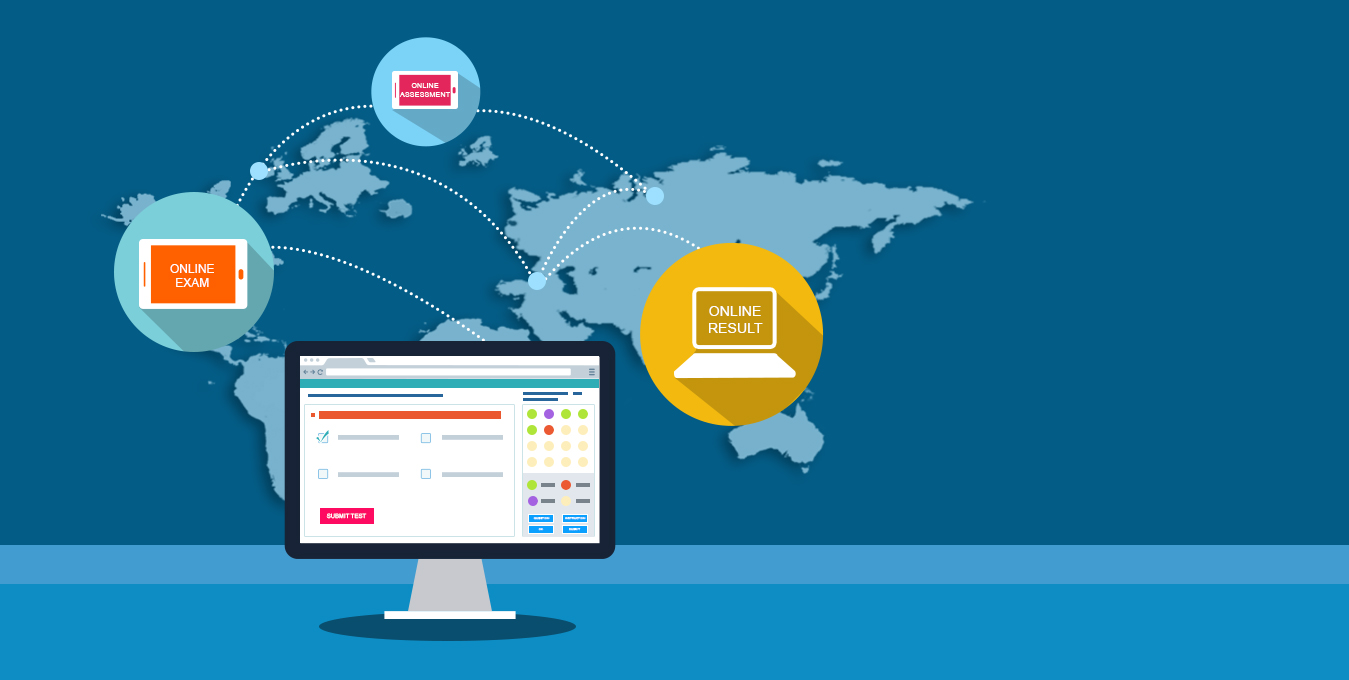 ONLINE
ASSESSMENT
ONLINE
EXAM
ONLINE
RESULT
SUBMIT TEST